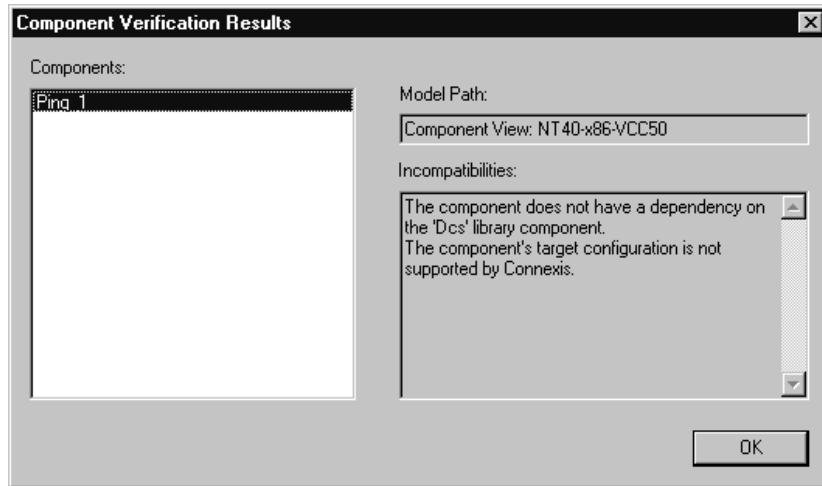 Component Verification Results
Components:
Ping_1
Model Path:
Component View: NT40-x86-VCC50
Incompatibilities:
The component does not have a dependency on
the 'Dcs' library component.
The component's target configuration is not
supported by Connexis.
OK